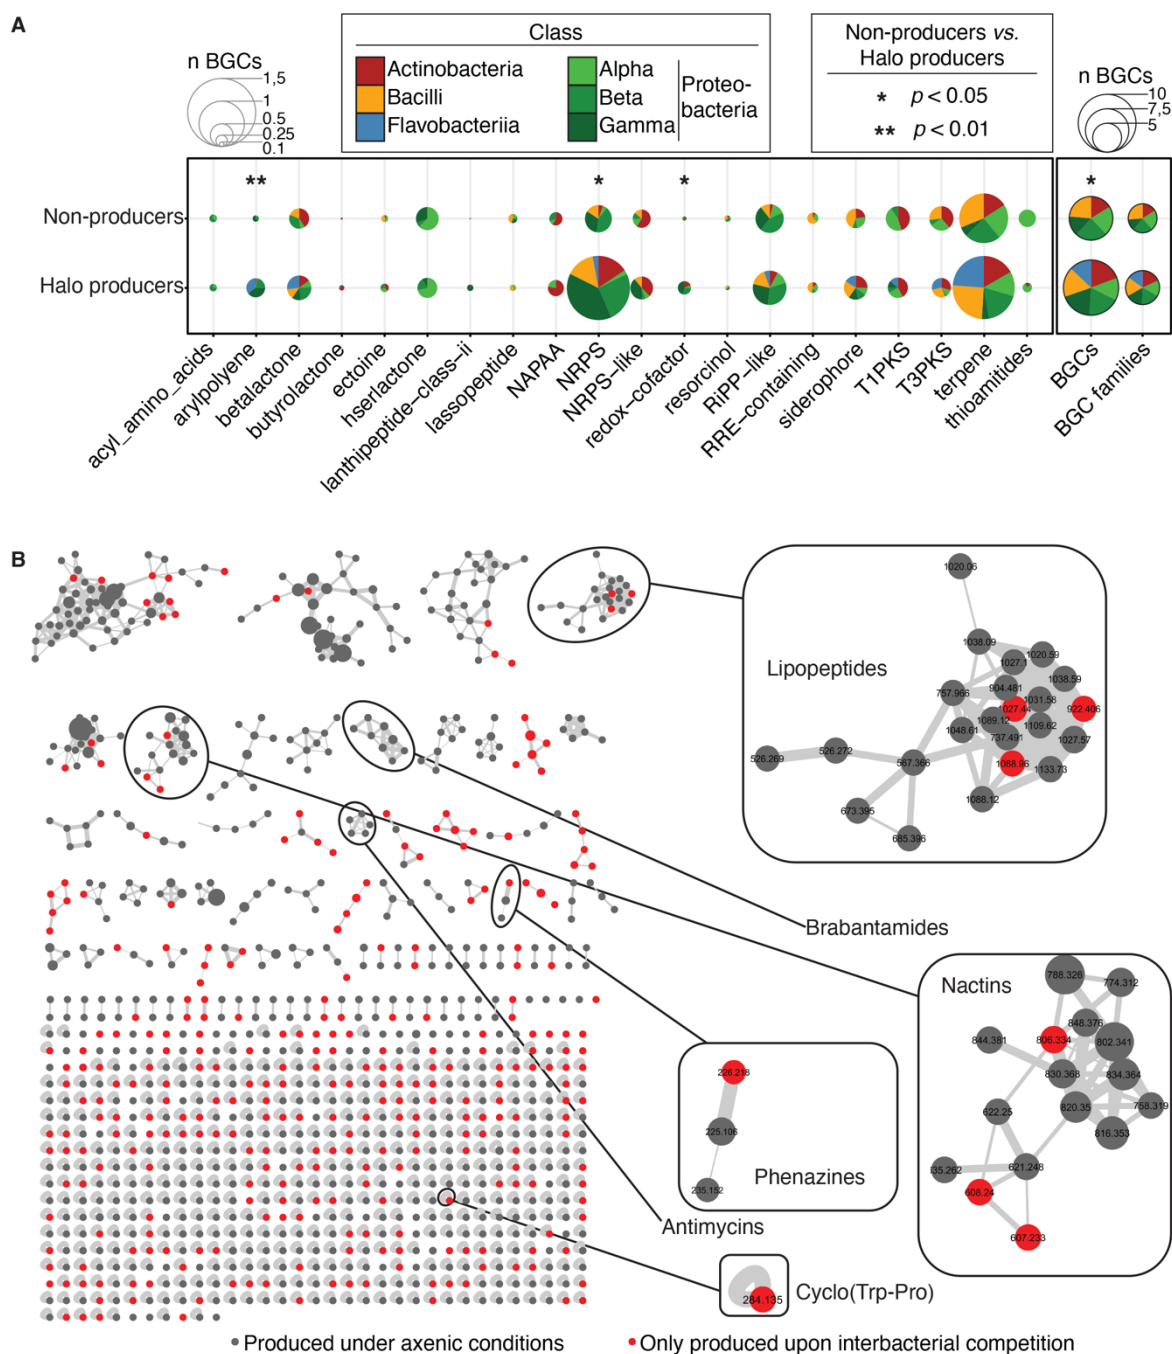 A
n BGCs
1,5
1
0.5
0.25
0.1
Class
Actinobacteria
Bacilli
Flavobacteriia
Alpha
Beta
Gamma
Proteo-
bacteria
Non-producers vs.
Halo producers
* p < 0.05
** p < 0.01
n BGCs
10
7,5
5
** * * *
Non-producers
Halo producers
acyl_amino_acids
arylpolyene
betalactone
butyrolactone
ectoine
hserlactone
lanthipeptide-class-ii
lassopeptide
NAPAA
NRPS
NRPS-like
redox-cofactor
resorcinol
RiPP-like
RRE-containing
siderophore
T1PKS
T3PKS
terpene
thioamitides
BGCs
BGC families
B
Lipopeptides
1020.06
1038.09
1027.1
1020.59
1038.59
757.966
904.481
1031.58
1027.44
922.406
1089.12
1109.62
1048.61
737.491
1027.57
526.269
526.272
567.366
1088.96
1133.73
1088.12
673.395
685.396
Brabantamides
Nactins
788.326
774.312
848.376
844.381
806.334
802.341
830.368
834.364
622.25
820.35
758.319
816.353
35.262
621.248
608.24
607.233
226.218
225.106
235.152
Phenazines
Antimycins
284.135
Cyclo(Trp-Pro)
Produced under axenic conditions
Only produced upon interbacterial competition